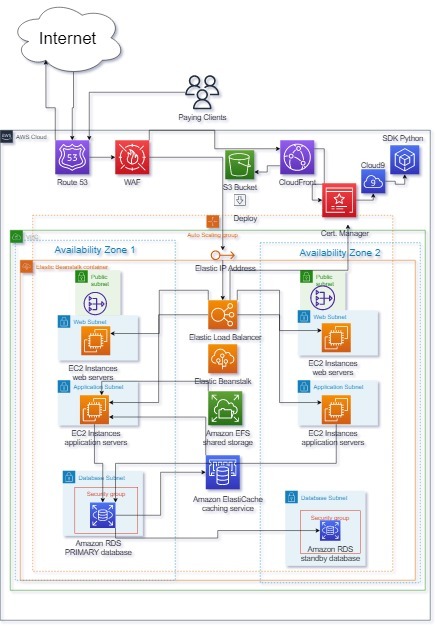 Internet
Paying Clients
AWS Cloud
SDK Python
Cloud9
Route 53
WAF
S3 Bucket
CloudFront
Deploy
Cert. Manager
Auto Scaling group
Availability Zone 1
Availability Zone 2
Elastic IP Address
Elastic Beanstalk container
Public
subnet
Public
subnet
Web Subnet
Web Subnet
Elastic Load Balancer
EC2 Instances
web servers
EC2 Instances
web servers
Elastic Beanstalk
Application Subnet
Application Subnet
EC2 Instances
application servers
Amazon EFS
shared storage
EC2 Instances
application servers
Database Subnet
Security group
Amazon RDS
PRIMARY database
Amazon ElastiCache
caching service
Database Subnet
Security group
Amazon RDS
standby database